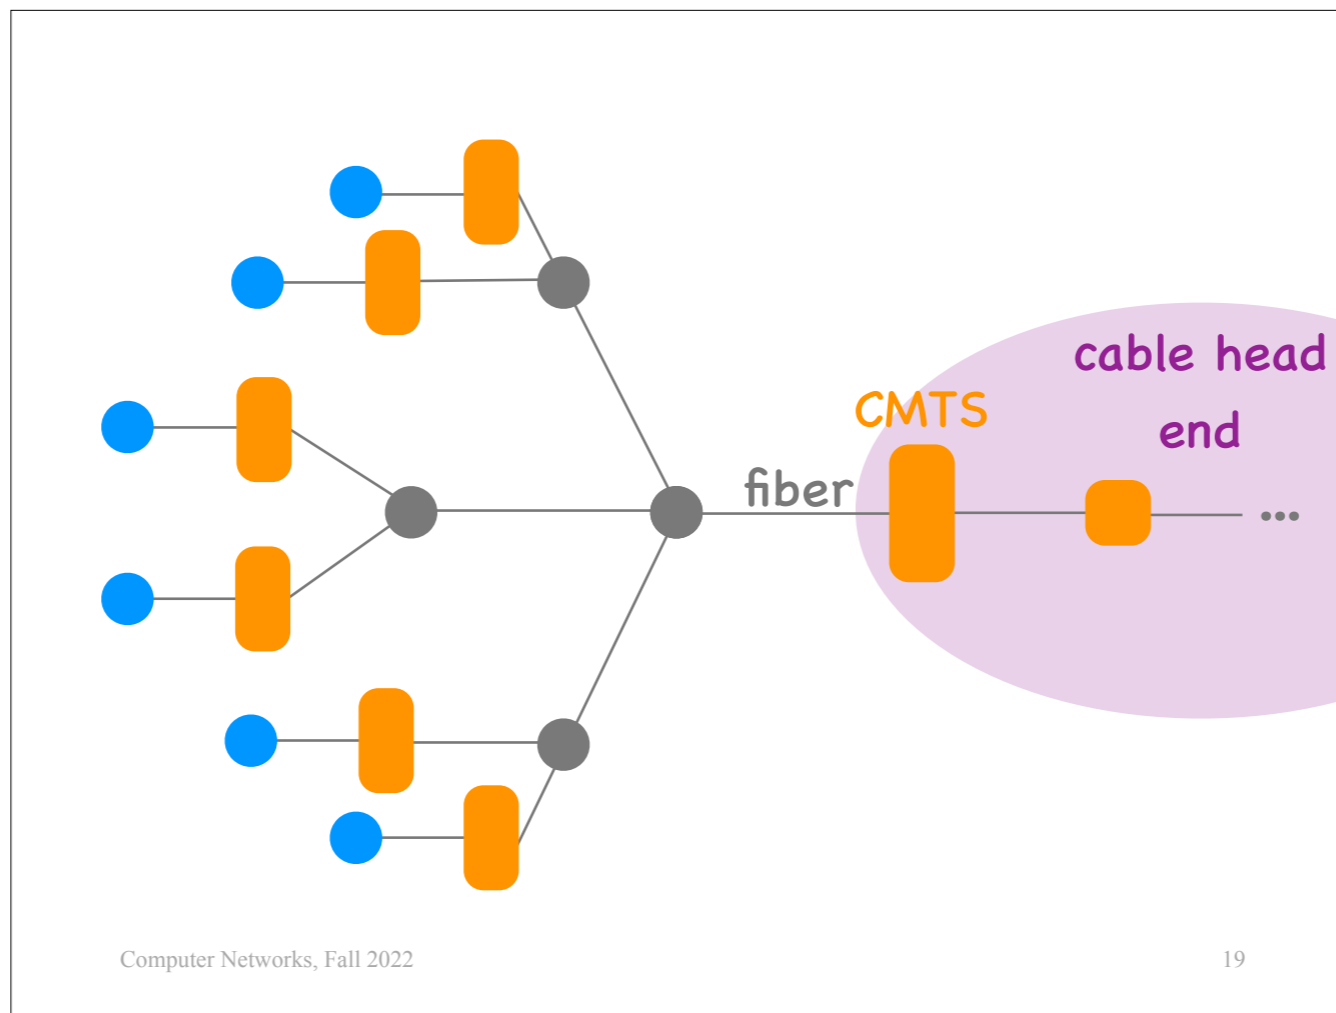 cable head
end
CMTS
fiber
...
Computer Networks, Fall 2022
19